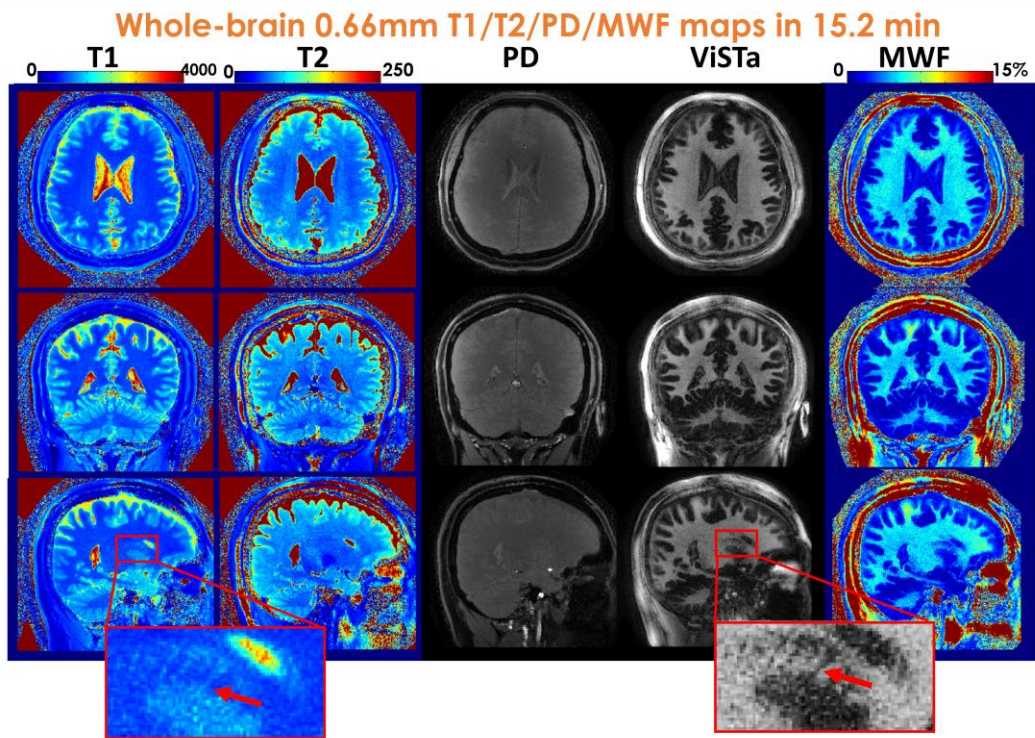 Whole-brain 0.66mm T1/T2/PD/MWF maps in 15.2 min
T1 T2 PD ViSTa MWF
0 4000 0 250 0 15%